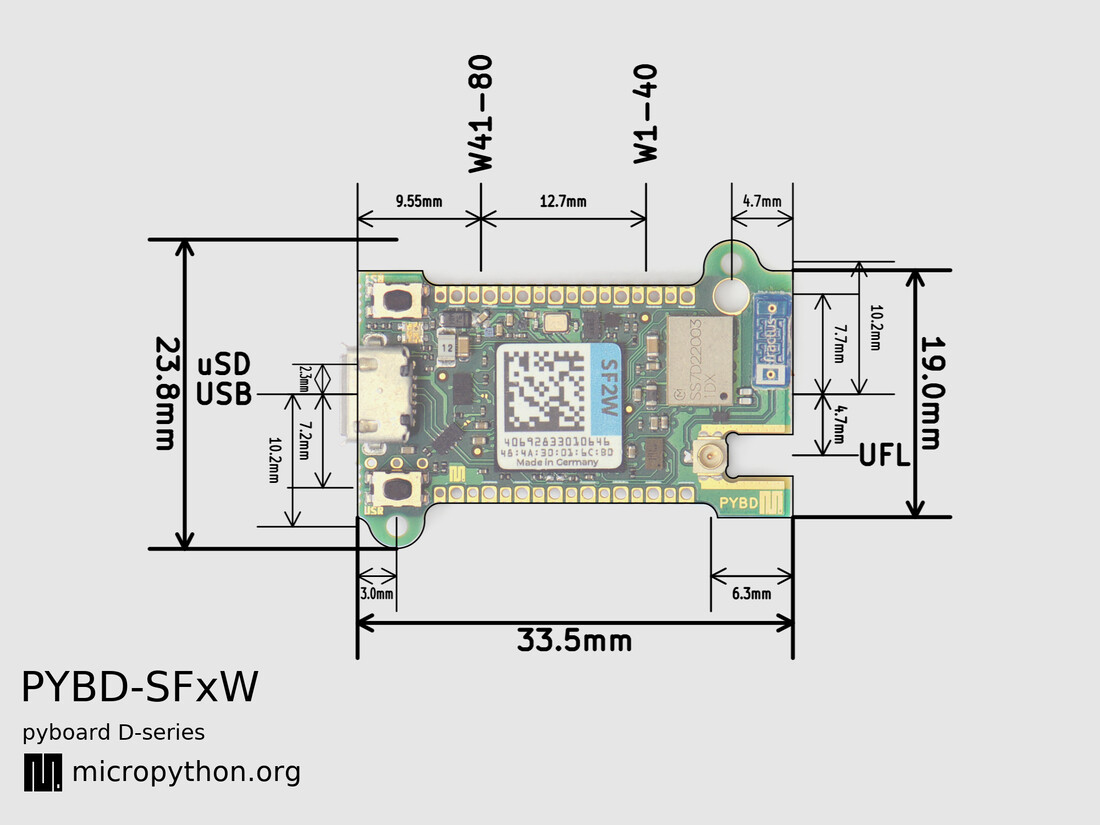 W41-80
W1-40
9.55mm
12.7mm
4.7mm
23.8mm
uSD
USB
2.3mm
7.2mm
10.2mm
12
SF2W
40692633010646
48:4A:30:01:6C:BD
Made in Germany
SS7D22003
1DX
fractus
USR
PYBD
7.7mm
10.2mm
4.7mm
UFL
19.0mm
3.0mm
6.3mm
33.5mm
PYBD-SFxW
pyboard D-series
micropython.org